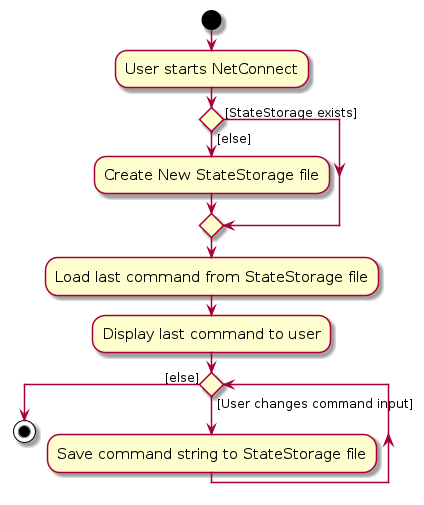 User starts NetConnect
[StateStorage exists]
[else]
Create New StateStorage file
Load last command from StateStorage file
Display last command to user
[else]
[User changes command input]
Save command string to StateStorage file